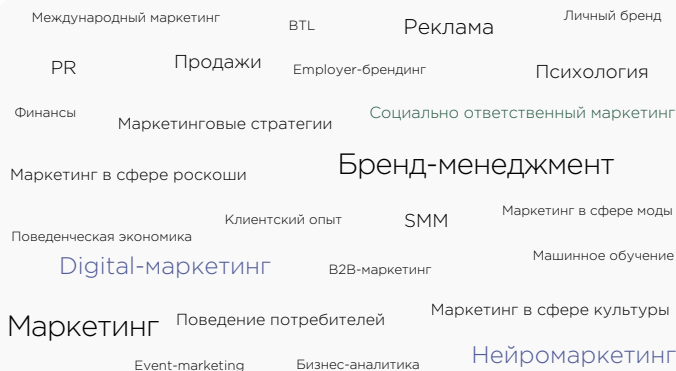 Международный маркетинг
BTL
Реклама
Личный бренд
PR
Продажи
Employer-брендинг
Психология
Финансы
Маркетинговые стратегии
Социально ответственный маркетинг
Маркетинг в сфере роскоши
Бренд-менеджмент
Клиентский опыт
SMM
Маркетинг в сфере моды
Поведенческая экономика
Digital-маркетинг
B2B-маркетинг
Машинное обучение
Маркетинг
Поведение потребителей
Маркетинг в сфере культуры
Event-marketing
Бизнес-аналитика
Нейромаркетинг